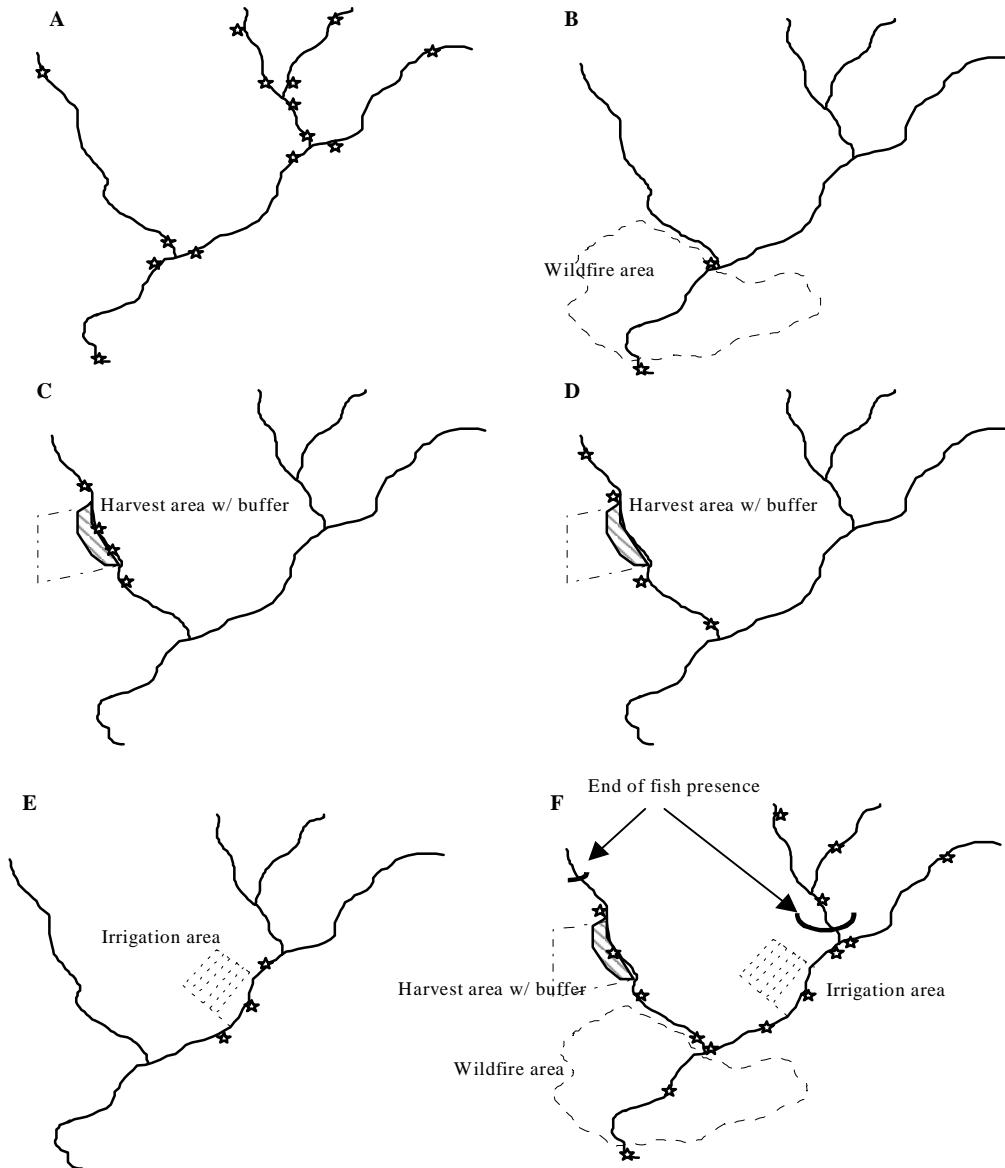 A
B
Wildfire area
C
D
Harvest area w/ buffer
Harvest area w/ buffer
E
F
End of fish presence
Irrigation area
Harvest area w/ buffer
Irrigation area
Wildfire area